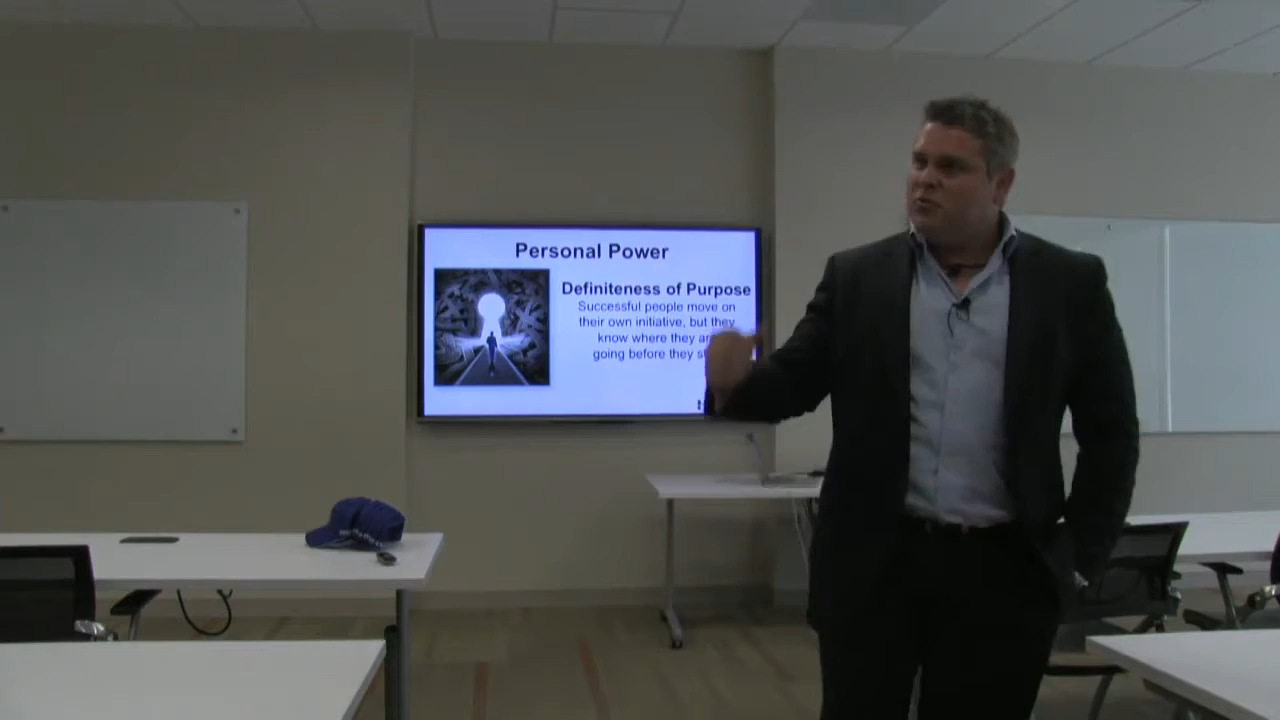 Personal Power
Definiteness of Purpose
Successful people move on
their own initiative, but they
know where they
going before they